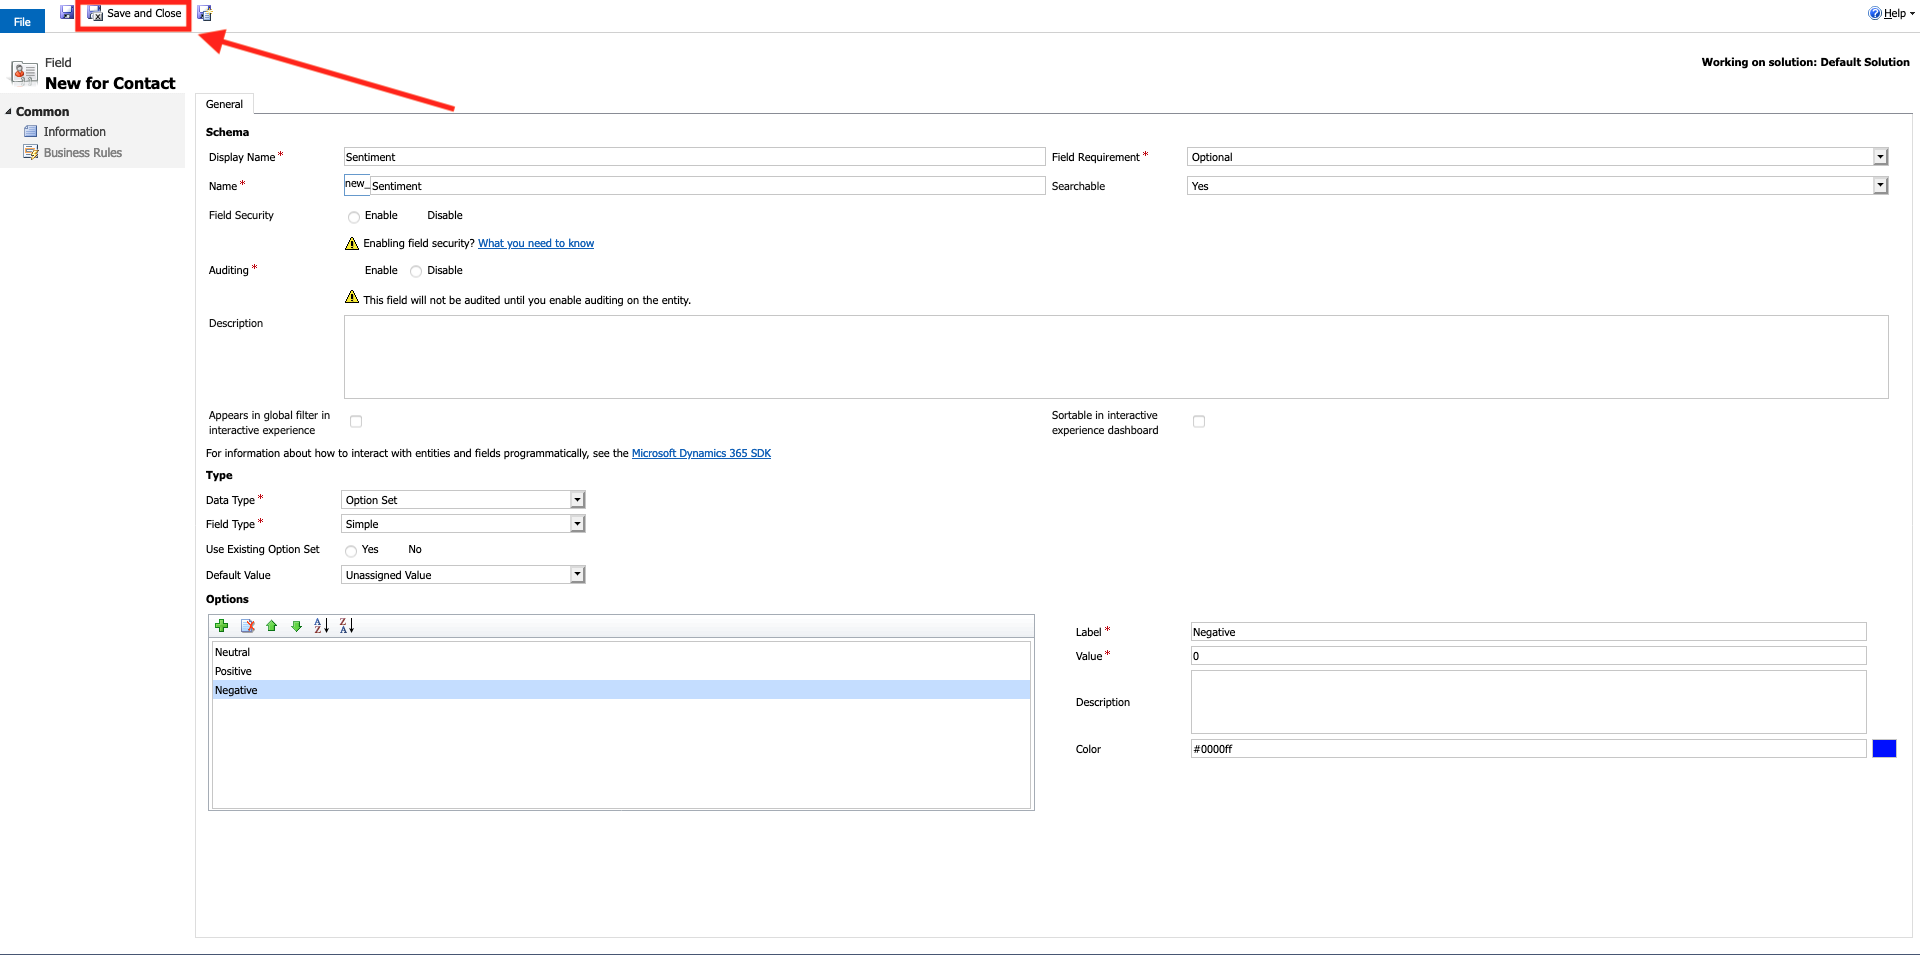 File
Save and Close
Help
Field
New for Contact
Working on solution: Default Solution
Common
Information
Business Rules
General
Schema
Display Name * Sentiment Field Requirement * Optional
Name * new_ Sentiment Searchable Yes
Field Security Enable Disable
Enabling field security? What you need to know
Auditing * Enable Disable
This field will not be audited until you enable auditing on the entity.
Description
Appears in global filter in
interactive experience
Sortable in interactive
experience dashboard
For information about how to interact with entities and fields programmatically, see the Microsoft Dynamics 365 SDK
Type
Data Type * Option Set
Field Type * Simple
Use Existing Option Set Yes No
Default Value Unassigned Value
Options
A Z Z A
Neutral
Positive
Negative
Label * Negative
Value * 0
Description
Color #0000ff